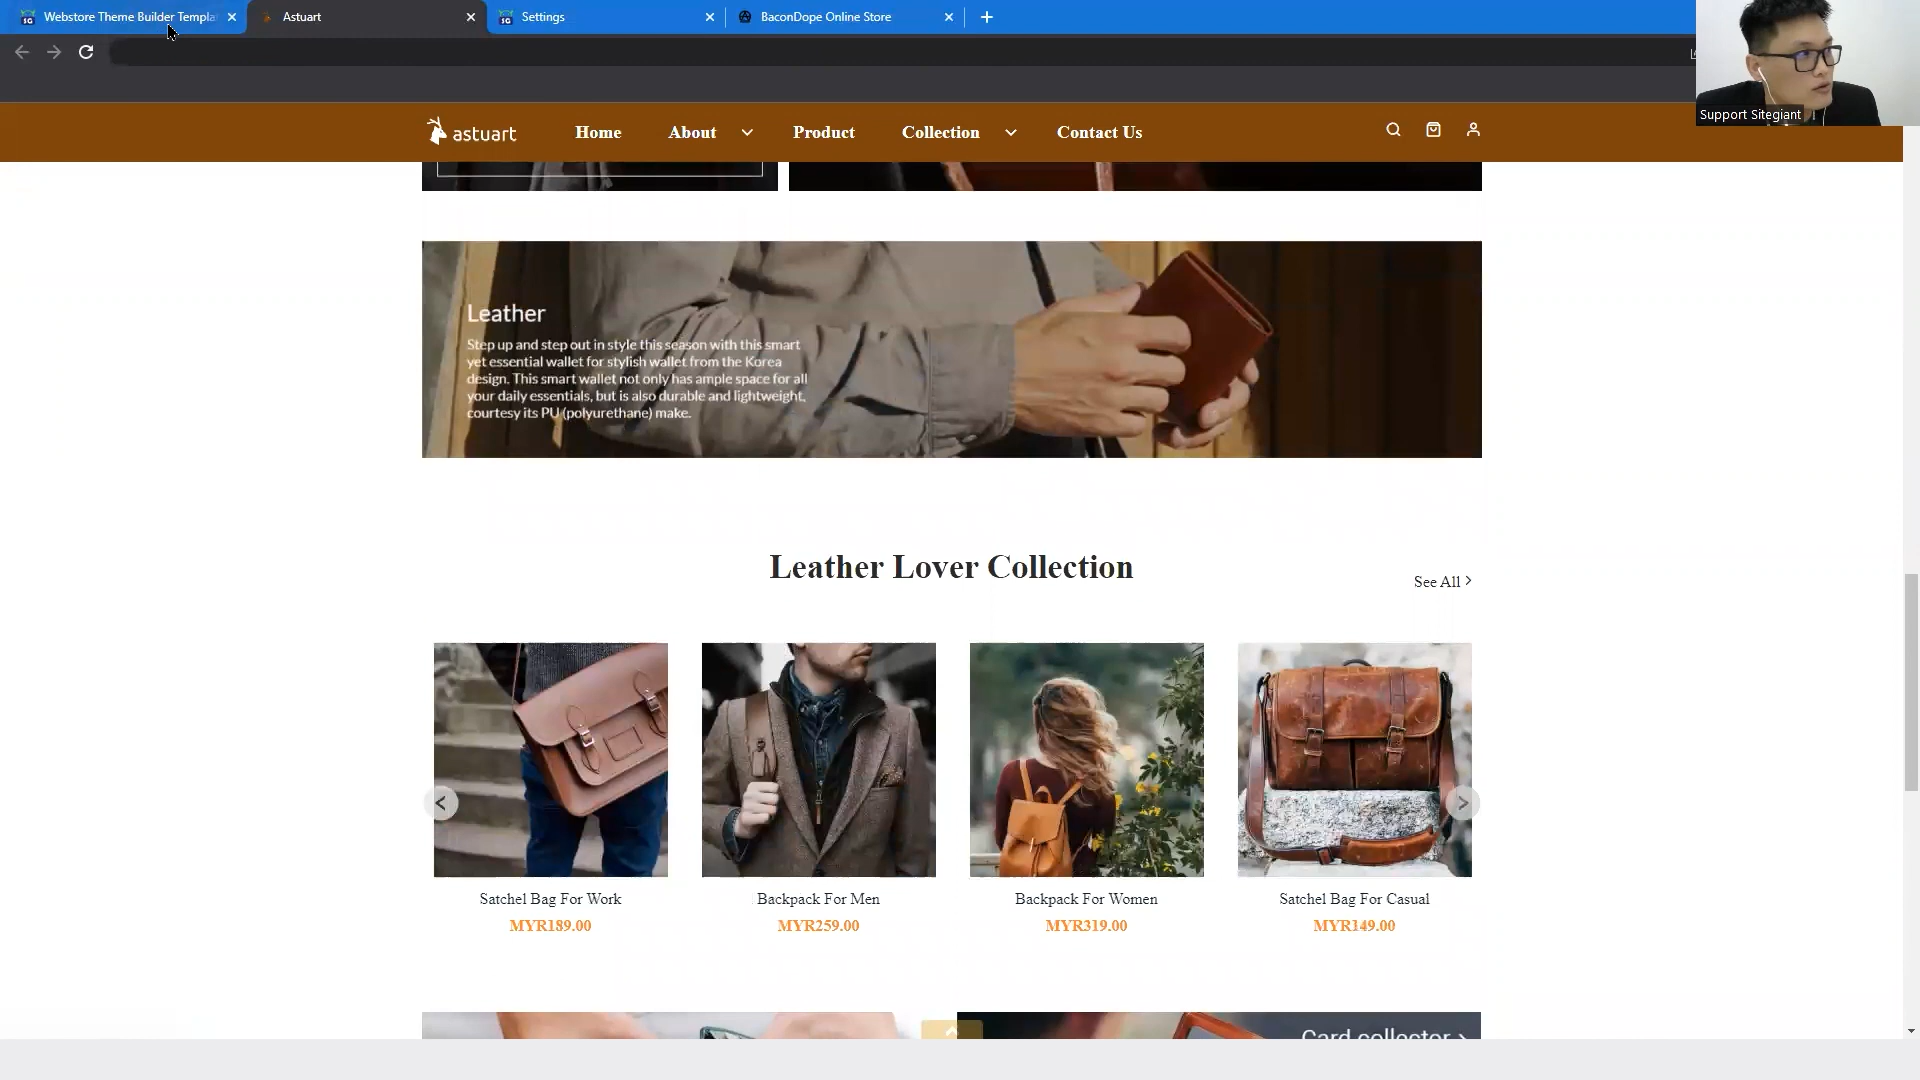 Webstore Theme Builder Templa
Astuart
Settings
BaconDope Online Store
Support Sitegiant
astuart
Home
About
Product
Collection
Contact Us
Leather
Step up and step out in style this season with this smart
yet essential wallet for stylish wallet from the Korea
design. This smart wallet not only has ample space for all
your daily essentials, but is also durable and lightweight,
courtesy its PU (polyurethane) make.
Leather Lover Collection
See All
Satchel Bag For Work
MYR189.00
Backpack For Men
MYR259.00
Backpack For Women
MYR319.00
Satchel Bag For Casual
MYR149.00
Card collector